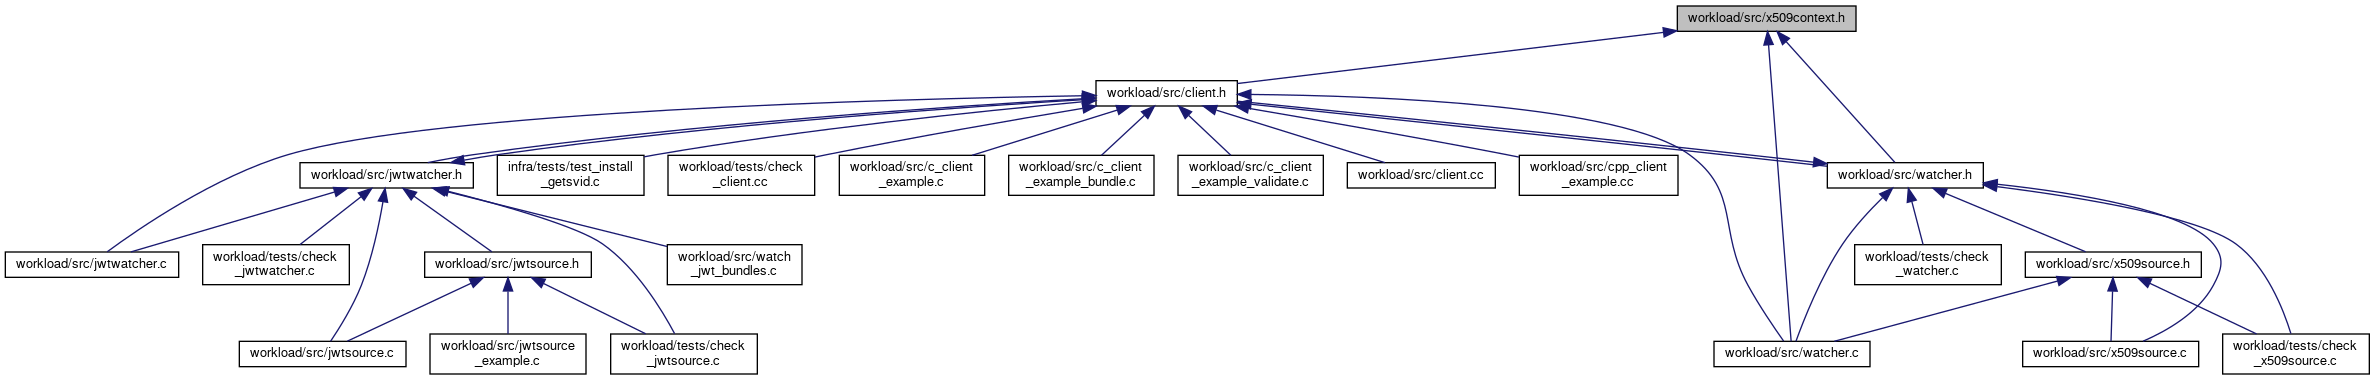 workload/src/x509context.h
workload/src/client.h
workload/src/jwtwatcher.h
infra/tests/test_install
_getsvid.c
workload/tests/check
_client.cc
workload/src/c_client
_example.c
workload/src/c_client
_example_bundle.c
workload/src/c_client
_example_validate.c
workload/src/client.cc
workload/src/cpp_client
_example.cc
workload/src/watcher.h
workload/src/jwtwatcher.c
workload/tests/check
_jwtwatcher.c
workload/src/jwtsource.h
workload/src/watch
_jwt_bundles.c
workload/tests/check
_watcher.c
workload/src/x509source.h
workload/src/jwtsource.c
workload/src/jwtsource
_example.c
workload/tests/check
_jwtsource.c
workload/src/watcher.c
workload/src/x509source.c
workload/tests/check
_x509source.c